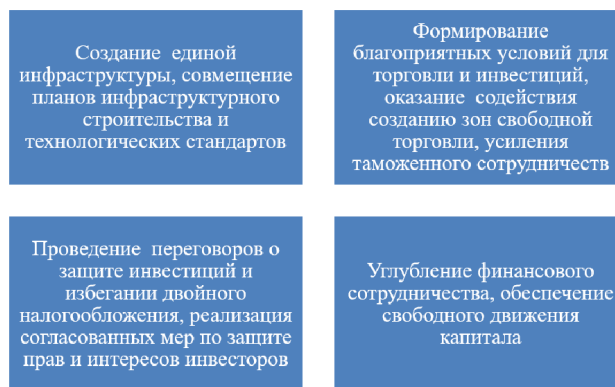 Создание единой
инфраструктуры, совмещение
планов инфраструктурного
строительства и
технологических стандартов
Формирование
благоприятных условий для
торговли и инвестиций,
оказание содействия
созданию зон свободной
торговли, усиления
таможенного сотрудничеств
Проведение переговоров о
защите инвестиций и
избегании двойного
налогообложения, реализация
согласованных мер по защите
прав и интересов инвесторов
Углубление финансового
сотрудничества, обеспечение
свободного движения
капитала